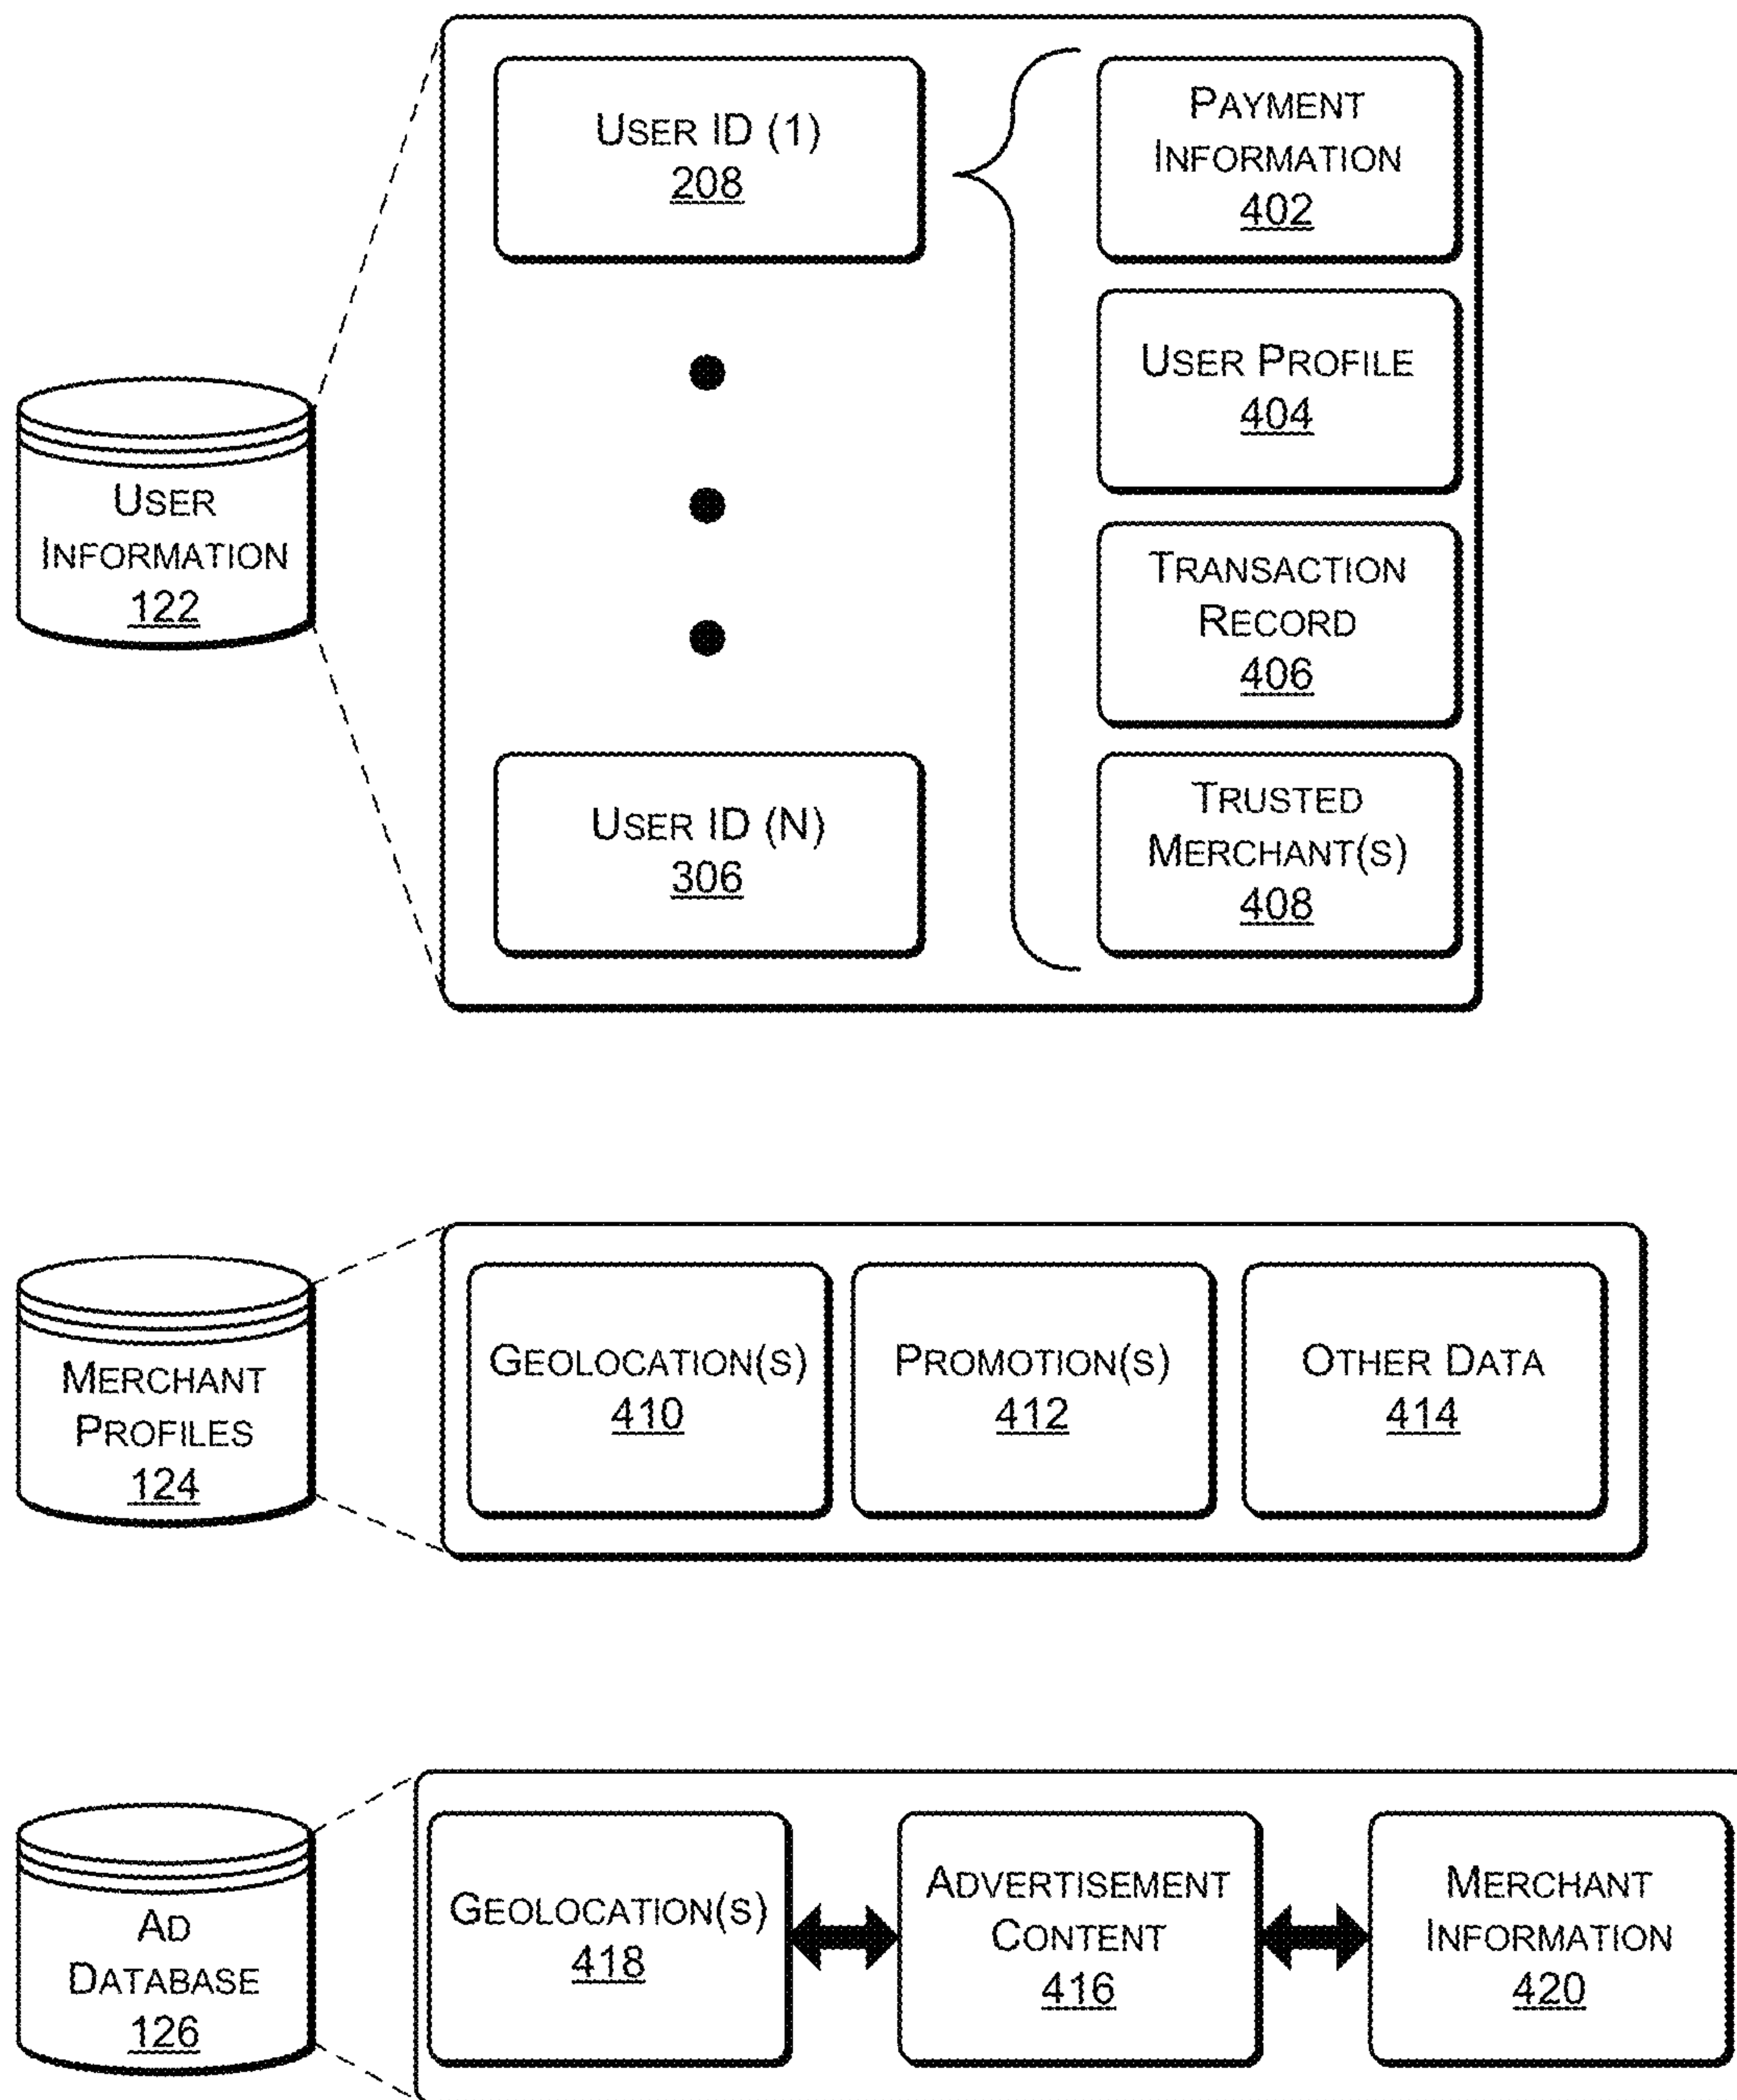 USER ID (1)
208
PAYMENT
INFORMATION
402
USER PROFILE
404
USER
INFORMATION
122
TRANSACTION
RECORD
406
USER ID (N)
306
TRUSTED
MERCHANT(S)
408
MERCHANT
PROFILES
124
GEOLOCATION(S)
410
PROMOTION(S)
412
OTHER DATA
414
AD
DATABASE
126
GEOLOCATION(S)
418
ADVERTISEMENT
CONTENT
416
MERCHANT
INFORMATION
420